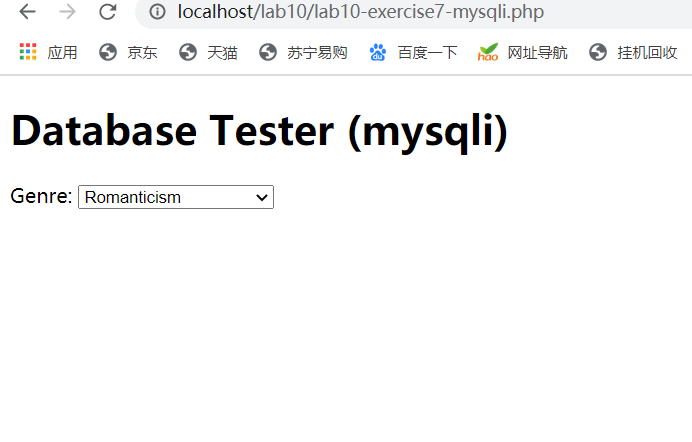 localhost/lab10/lab10-exercise7-mysqli.php
应用 京东 天猫 苏宁易购 百度一下 网址导航 挂机回收
Database Tester (mysqli)
Genre: Romanticism